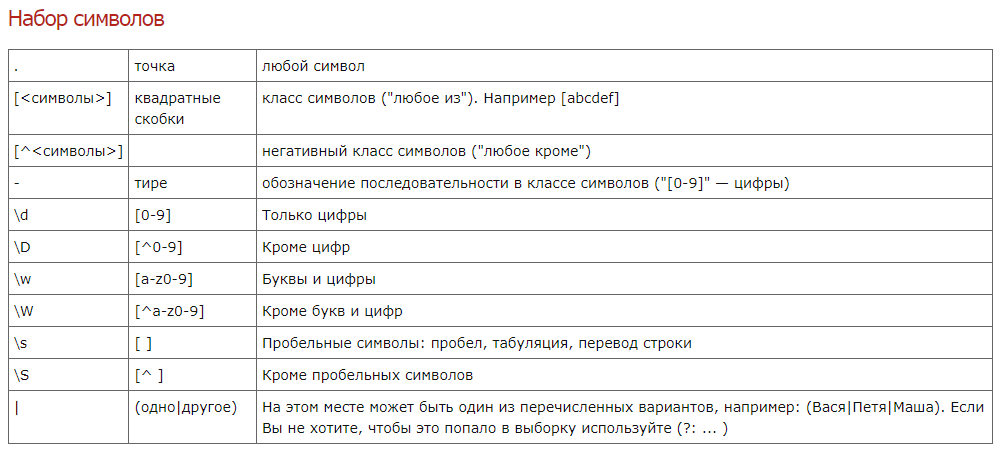 Набор символов
. точка любой символ
[<символы>] квадратные скобки класс символов ("любое из"). Например [abcdef]
[^<символы>] негативный класс символов ("любое кроме")
- тире обозначение последовательности в классе символов ("[0-9]" — цифры)
\d [0-9] Только цифры
\D [^0-9] Кроме цифр
\w [a-z0-9] Буквы и цифры
\W [^a-z0-9] Кроме букв и цифр
\s [ ] Пробельные символы: пробел, табуляция, перевод строки
\S [^ ] Кроме пробельных символов
| (одно|другое) На этом месте может быть один из перечисленных вариантов, например: (Вася|Петя|Маша). Если
Вы не хотите, чтобы это попало в выборку используйте (?: ... )